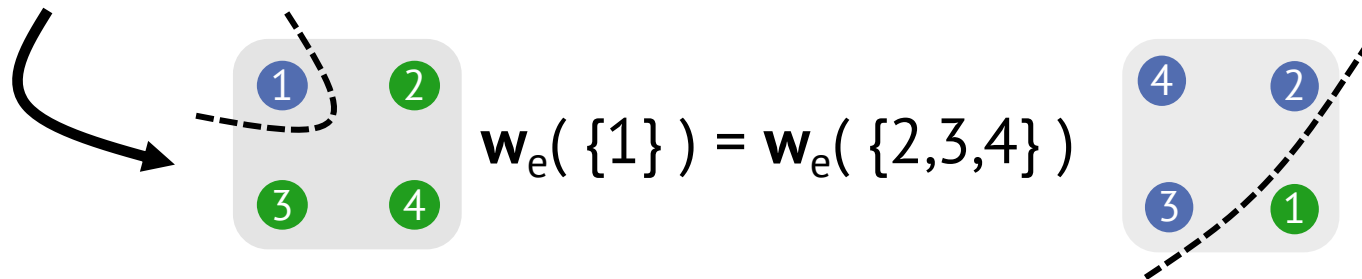 1 2
3 4
w_e( {1} ) = w_e( {2,3,4} )
4 2
3 1